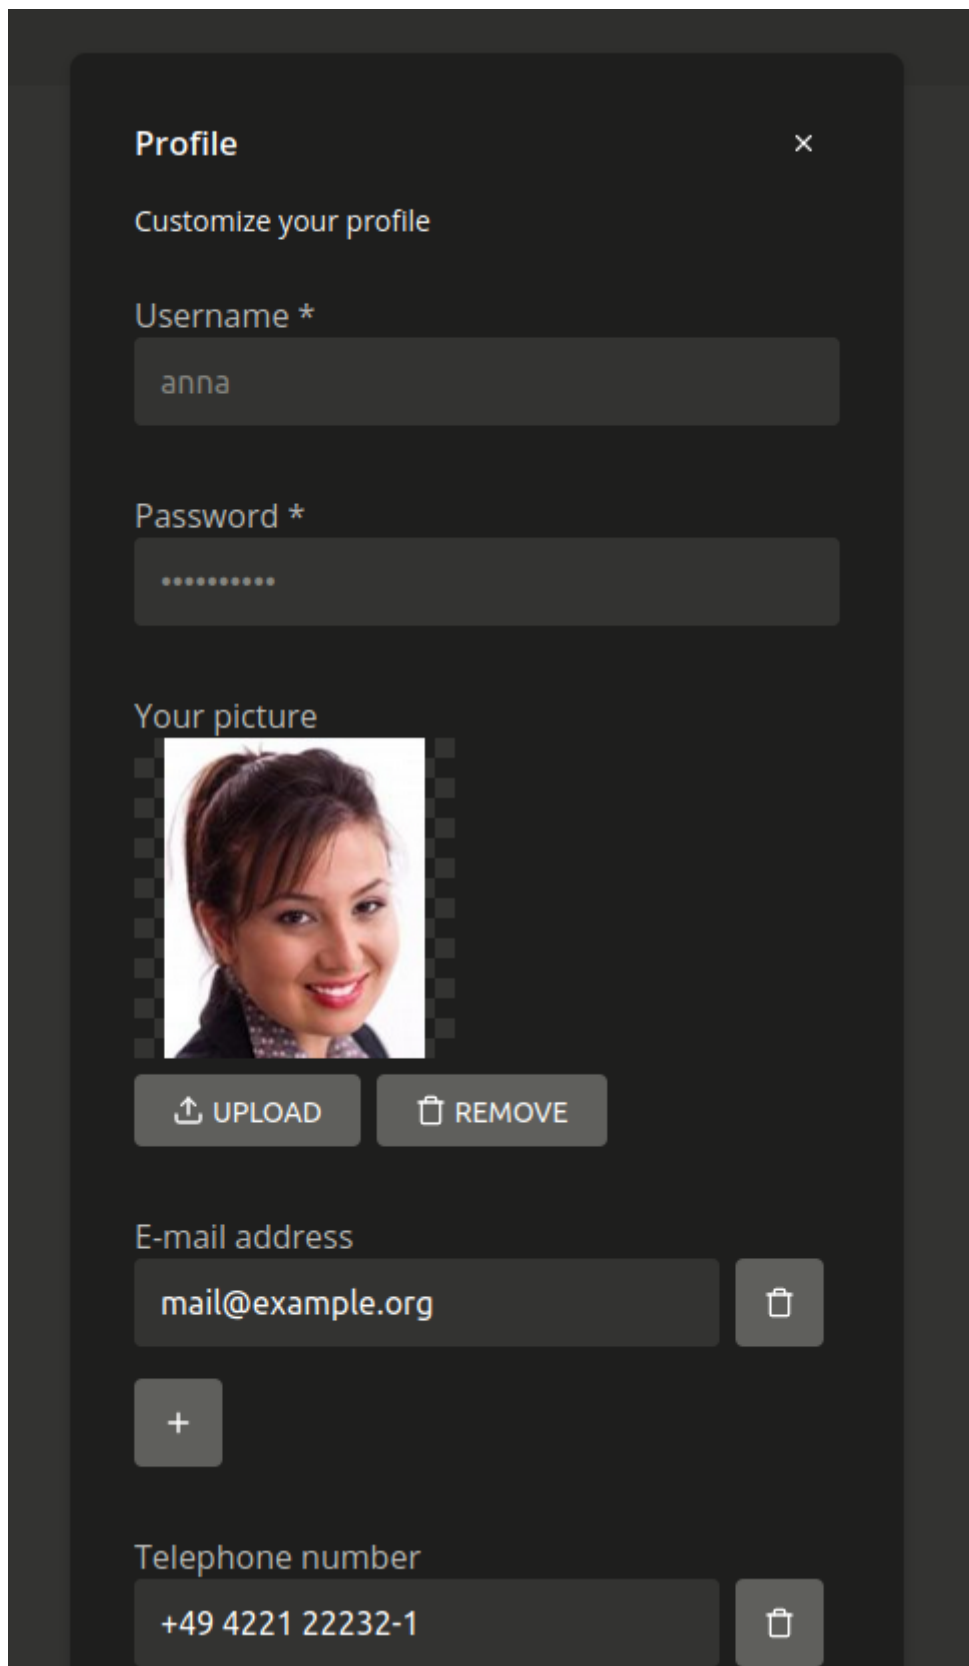 Profile
Customize your profile
Username *
anna
Password *
••••••••••
Your picture
UPLOAD REMOVE
E-mail address
mail@example.org
+
Telephone number
+49 4221 22232-1